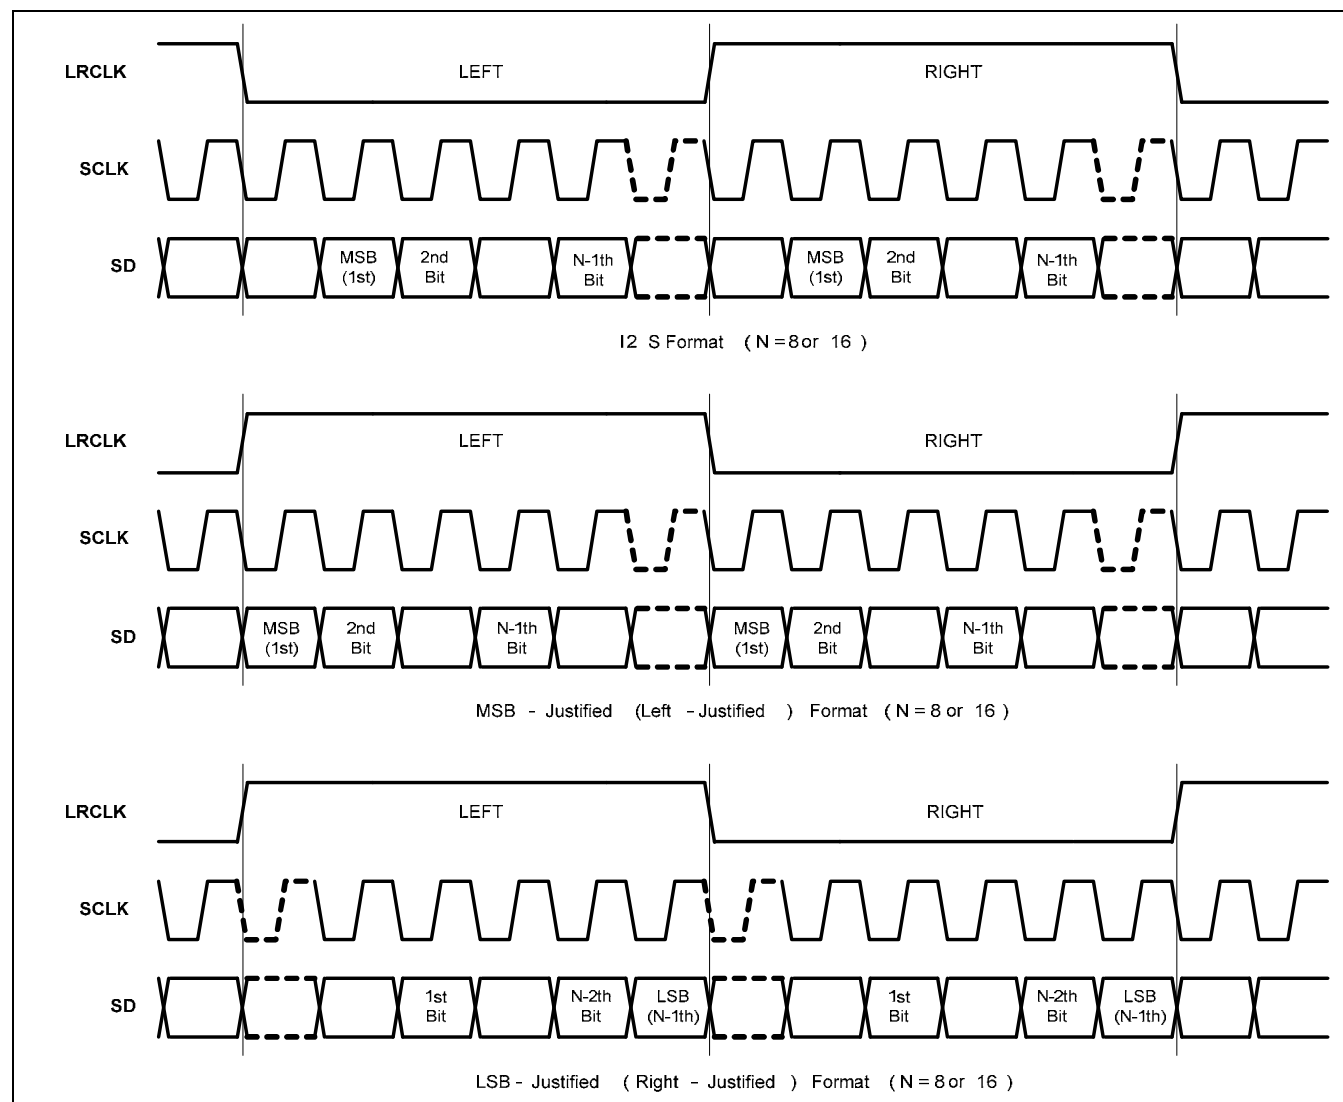 LRCLK LEFT RIGHT
SCLK
SD MSB (1st) 2nd Bit N-1th Bit MSB (1st) 2nd Bit N-1th Bit
I2 S Format ( N = 8 or 16 )
LRCLK LEFT RIGHT
SCLK
SD MSB (1st) 2nd Bit N-1th Bit MSB (1st) 2nd Bit N-1th Bit
MSB - Justified (Left - Justified ) Format ( N = 8 or 16 )
LRCLK LEFT RIGHT
SCLK
SD 1st Bit N-2th Bit LSB (N-1th) 1st Bit N-2th Bit LSB (N-1th)
LSB - Justified ( Right - Justified ) Format ( N = 8 or 16 )